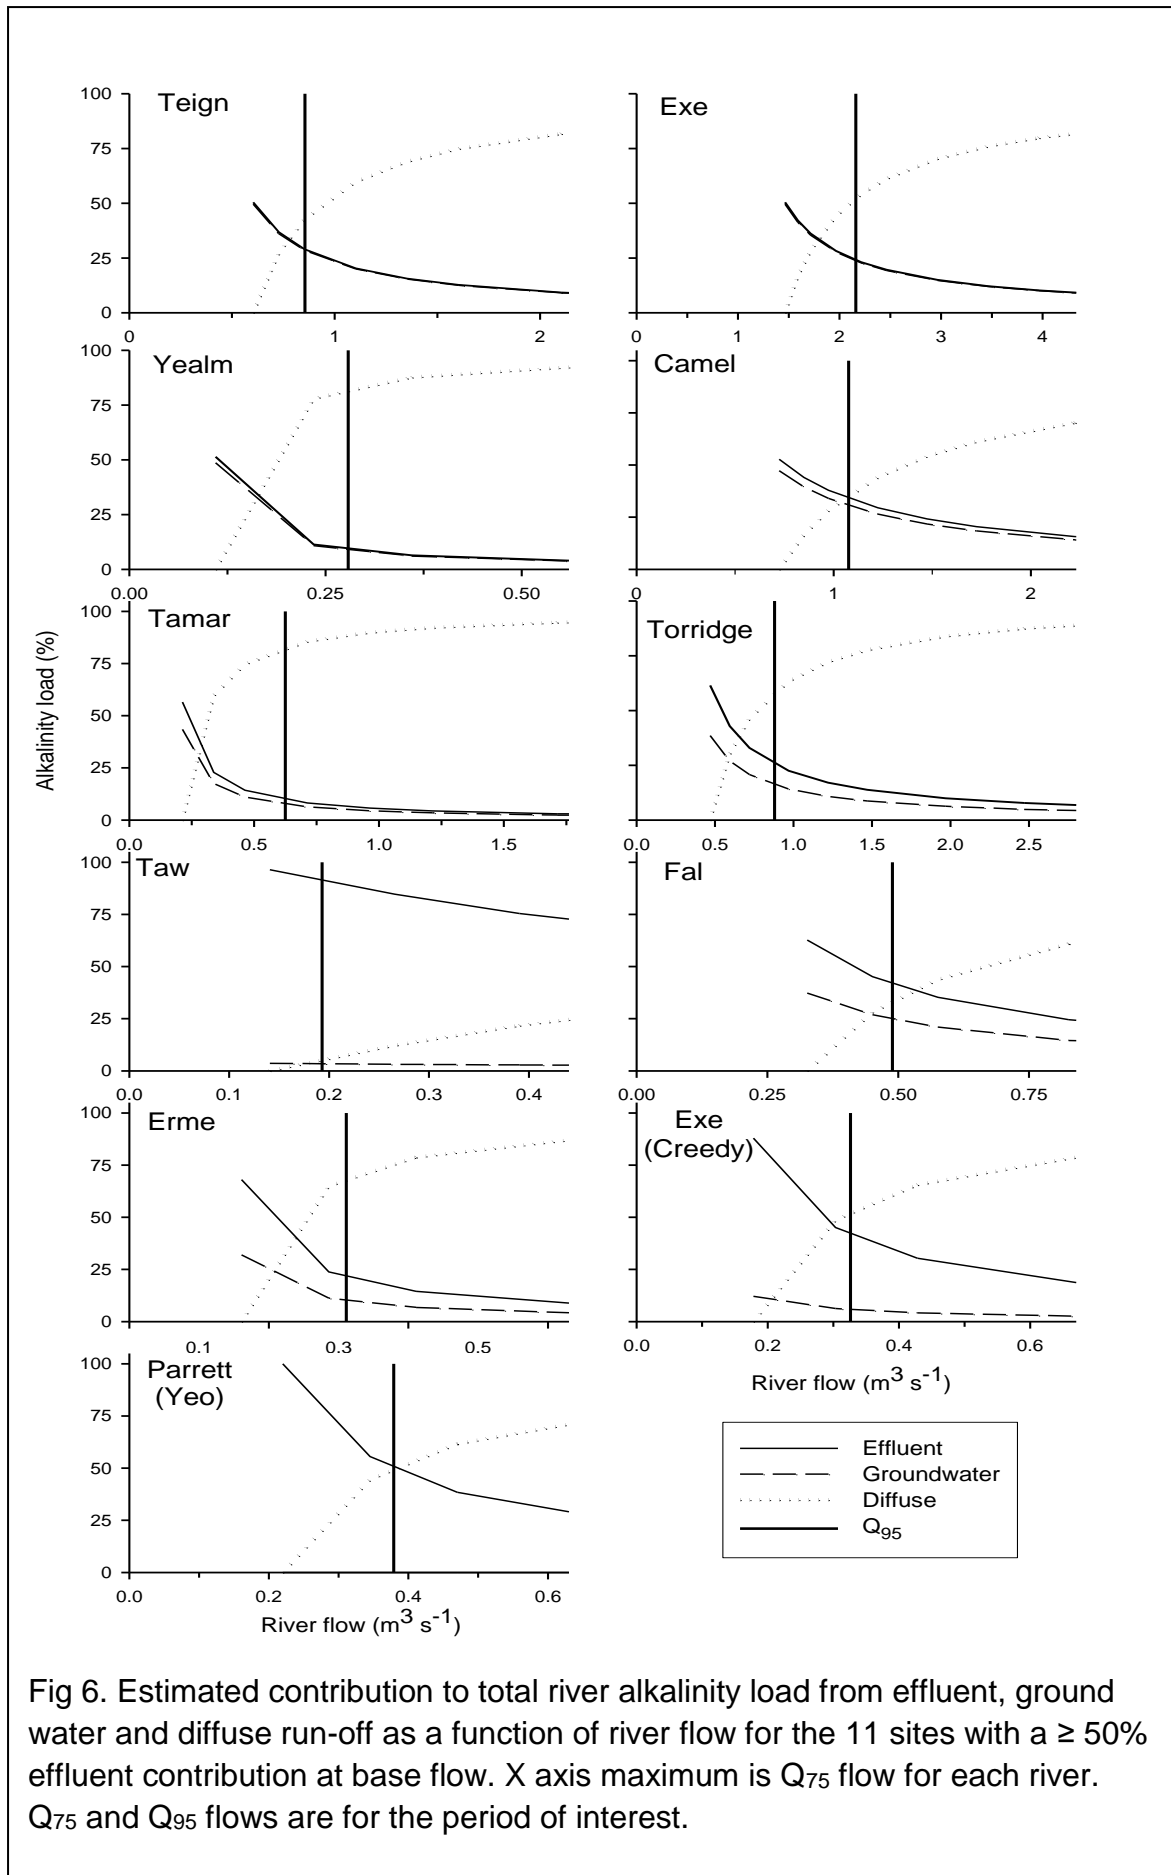 Teign
Exe
100
75
50
25
0
0 1 2
0 1 2 3 4
Yealm
Camel
100
75
50
25
0
0.00 0.25 0.50
0 1 2
Tamar
Torridge
100
75
50
25
0
0.0 0.5 1.0 1.5
0.0 0.5 1.0 1.5 2.0 2.5
Alkalinity load (%)
Taw
Fal
100
75
50
25
0
0.0 0.1 0.2 0.3 0.4
0.00 0.25 0.50 0.75
Erme
Exe
(Creedy)
100
75
50
25
0
0.1 0.3 0.5
0.0 0.2 0.4 0.6
River flow (m³ s⁻¹)
Parrett
(Yeo)
100
75
50
25
0
0.0 0.2 0.4 0.6
River flow (m³ s⁻¹)
Effluent
Groundwater
Diffuse
Q₉₅
Fig 6. Estimated contribution to total river alkalinity load from effluent, ground
water and diffuse run-off as a function of river flow for the 11 sites with a ≥ 50%
effluent contribution at base flow. X axis maximum is Q₇₅ flow for each river.
Q₇₅ and Q₉₅ flows are for the period of interest.